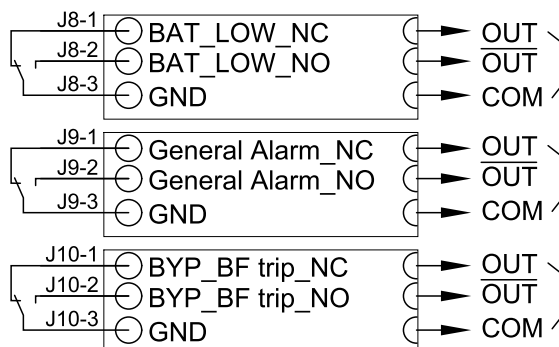 J8-1 BAT_LOW_NC OUT
J8-2 BAT_LOW_NO OUT
J8-3 GND COM
J9-1 General Alarm_NC OUT
J9-2 General Alarm_NO OUT
J9-3 GND COM
J10-1 BYP_BF trip_NC OUT
J10-2 BYP_BF trip_NO OUT
J10-3 GND COM